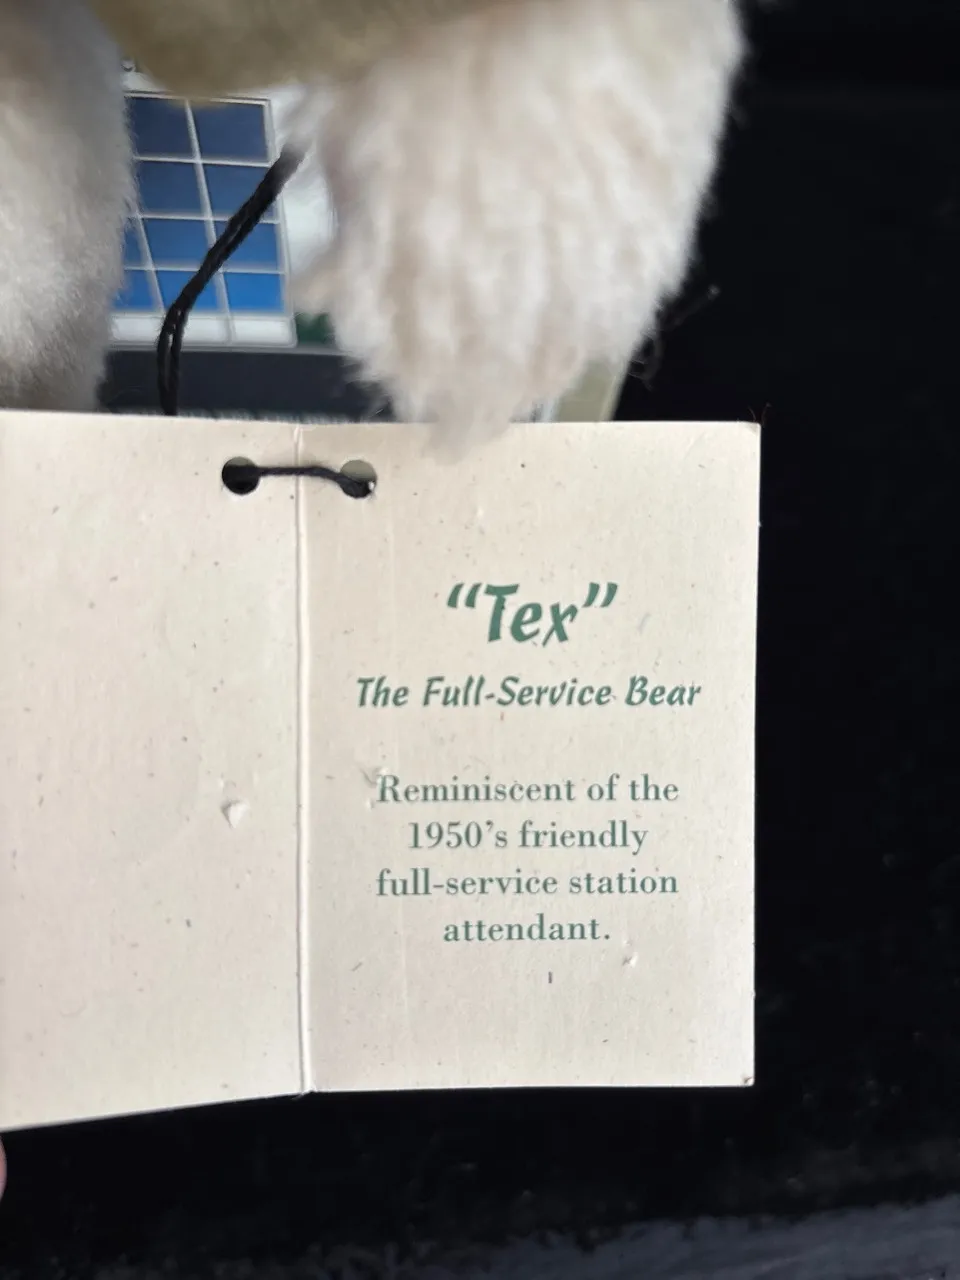 “Tex”
The Full-Service Bear
Reminiscent of the
1950’s friendly
full-service station
attendant.